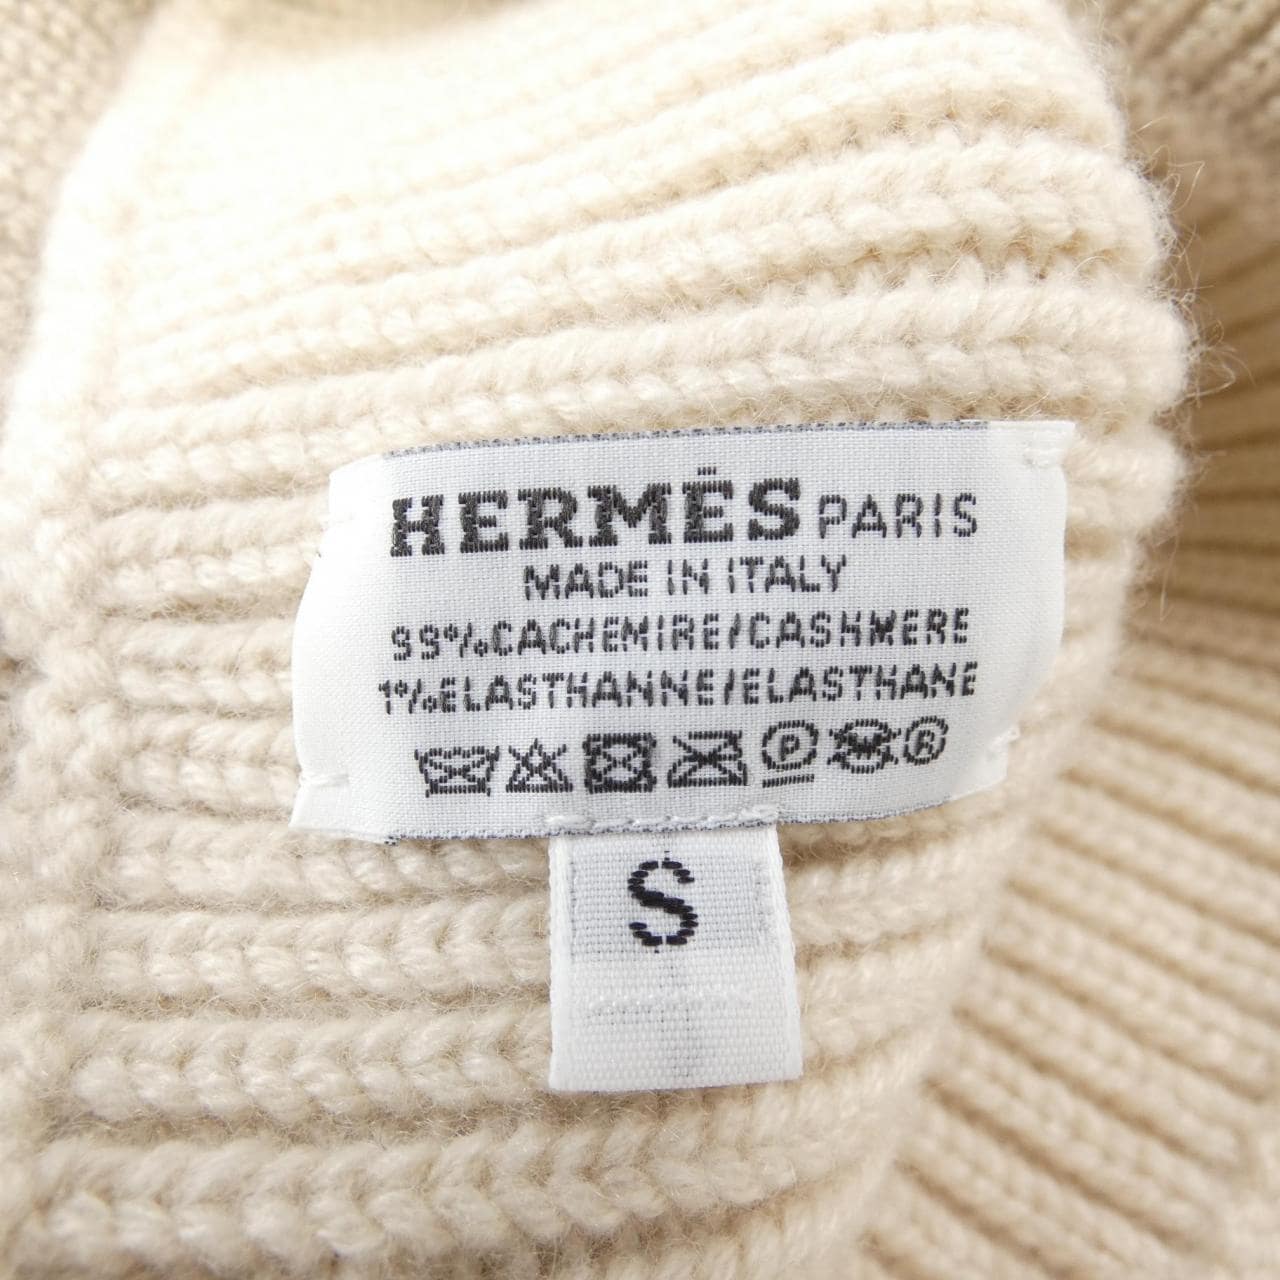 HERMÈS PARIS
MADE IN ITALY
99%CACHEMIRE/CASHMERE
1%ELASTHANNE/ELASTHANE
P R
S